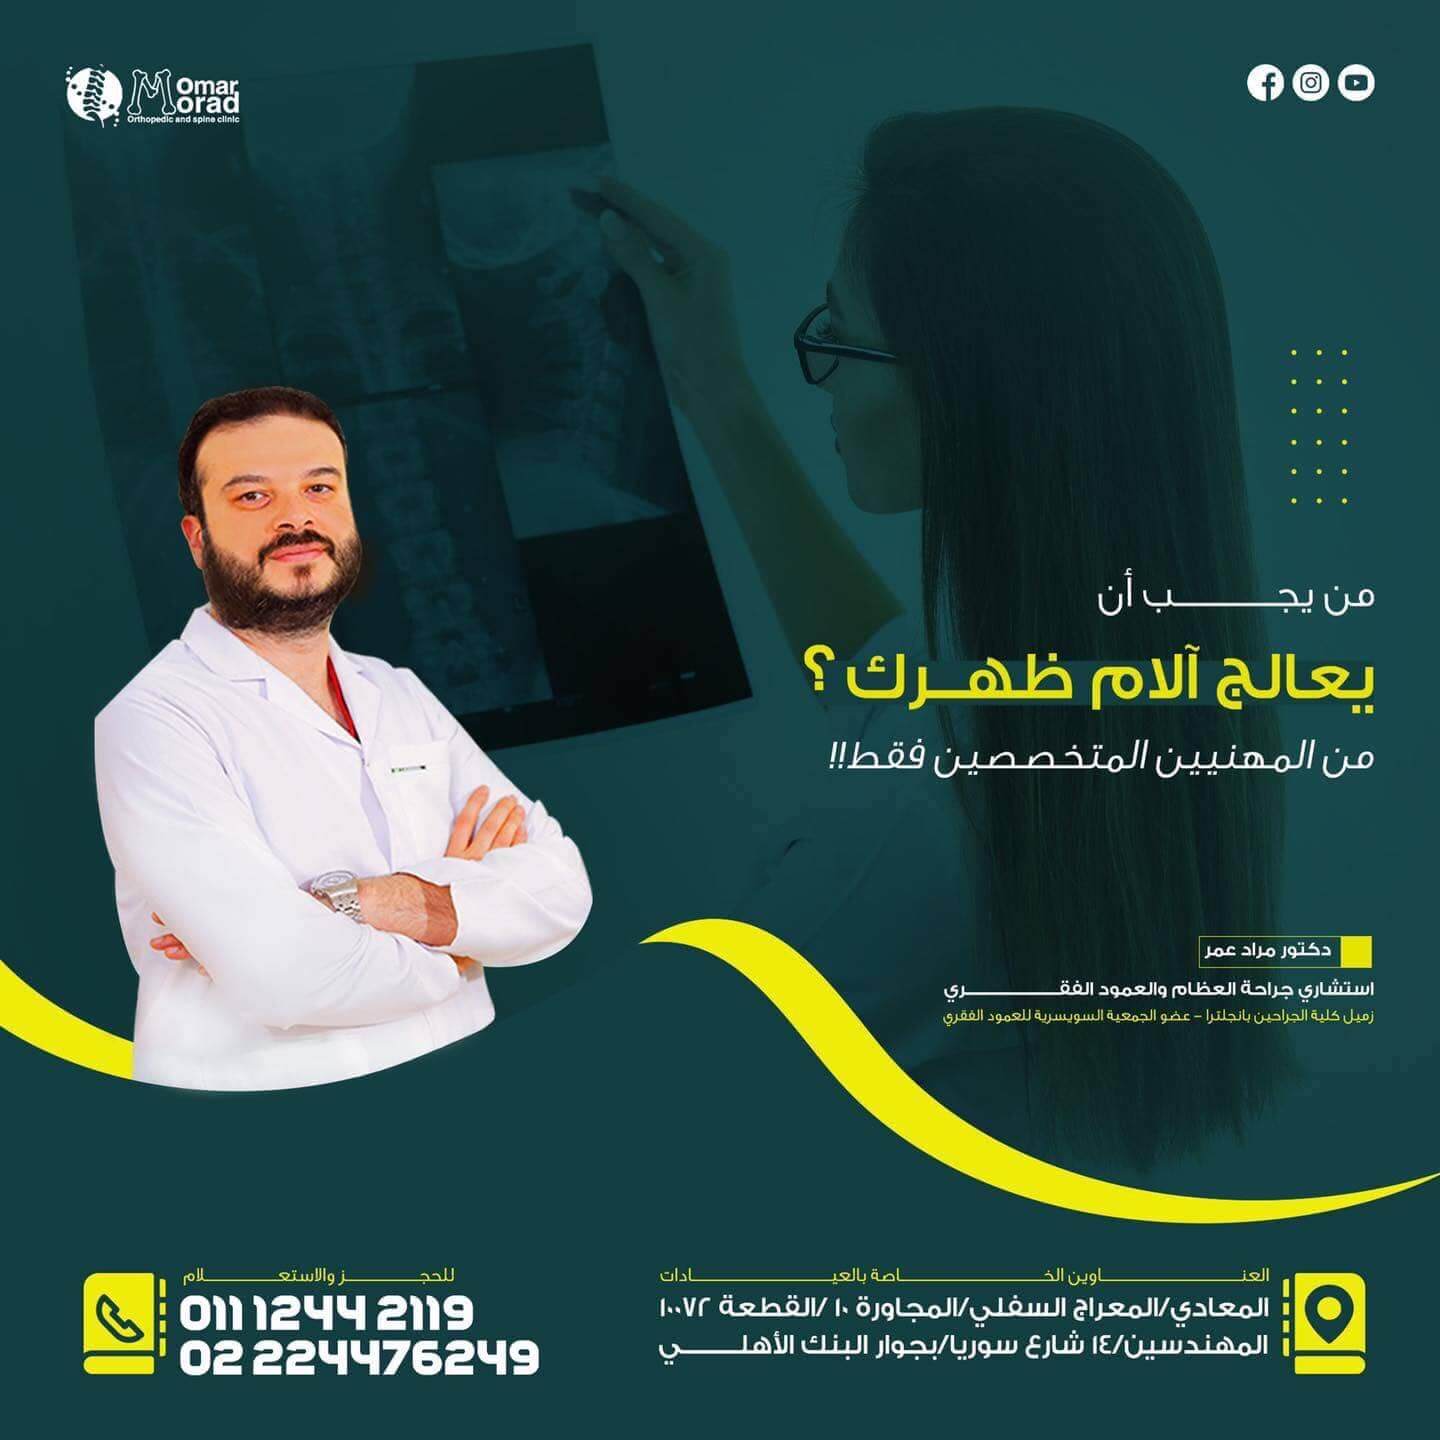 Omar
Morad
Orthopedic and spine clinic
من يجب أن
يعالج آلام ظهرك ؟
من المهنيين المتخصصين فقط!!
دكتور مراد عمر
استشاري جراحة العظام والعمود الفقري
زميل كلية الجراحين بانجلترا - عضو الجمعية السويسرية للعمود الفقري
العناوين الخاصة بالعيادات
المعادي/المعراج السفلي/المجاورة ١٠ /القطعة ١٠٠٧٢
المهندسين/١٤ شارع سوريا/بجوار البنك الأهلي
للحجز والاستعلام
011 1244 2119
02 224476249